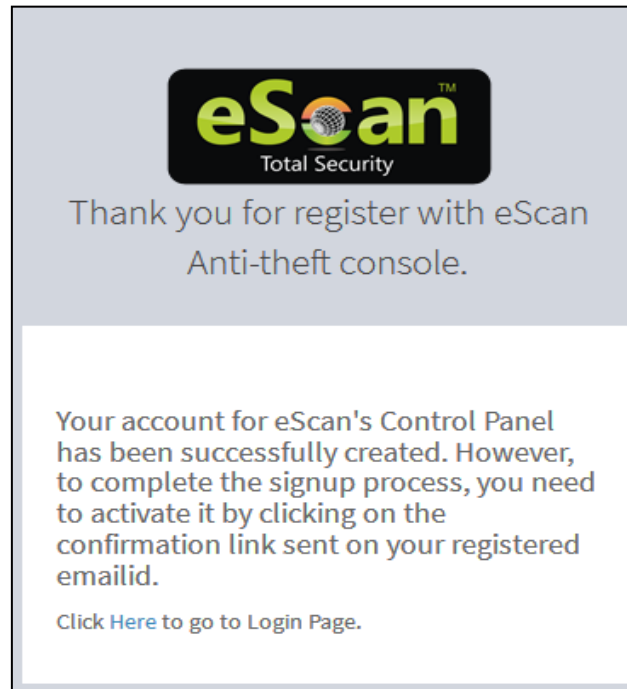 eScan™
Total Security
Thank you for register with eScan
Anti-theft console.
Your account for eScan's Control Panel
has been successfully created. However,
to complete the signup process, you need
to activate it by clicking on the
confirmation link sent on your registered
emailid.
Click Here to go to Login Page.